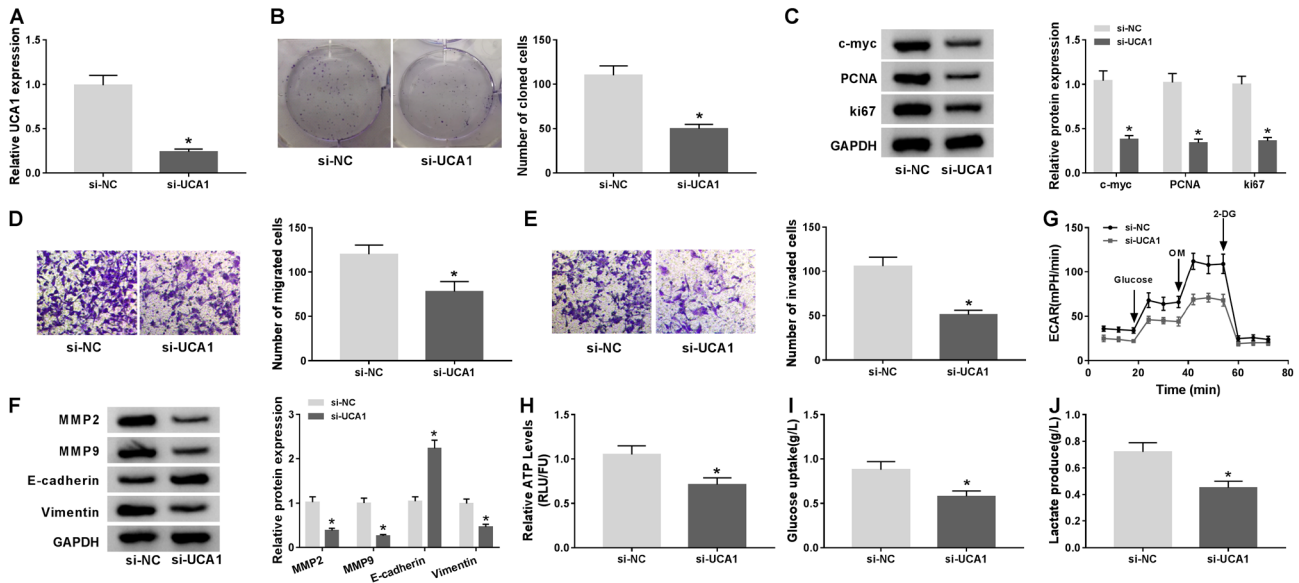 A
Relative UCA1 expression
1.5
1.0
0.5
0.0
*
si-NC
si-UCA1
B
si-NC
si-UCA1
Number of cloned cells
150
100
50
0
*
si-NC
si-UCA1
C
c-myc
PCNA
ki67
GAPDH
si-NC si-UCA1
Relative protein expression
si-NC
si-UCA1
1.5
1.0
0.5
0.0
* * *
c-myc PCNA ki67
D
si-NC
si-UCA1
Number of migrated cells
150
100
50
0
*
si-NC
si-UCA1
E
si-NC
si-UCA1
Number of invaded cells
150
100
50
0
*
si-NC
si-UCA1
G
si-NC
si-UCA1
2-DG
OM
Glucose
ECAR(mPH/min)
150
100
50
0
0 20 40 60 80
Time (min)
F
MMP2
MMP9
E-cadherin
Vimentin
GAPDH
si-NC si-UCA1
Relative protein expression
si-NC
si-UCA1
3
2
1
0
* * * *
MMP2 MMP9 E-cadherin Vimentin
H
Relative ATP Levels
(RLU/FU)
1.5
1.0
0.5
0.0
*
si-NC
si-UCA1
I
Glucose uptake(g/L)
1.5
1.0
0.5
0.0
*
si-NC
si-UCA1
J
Lactate produce(g/L)
1.0
0.8
0.6
0.4
0.2
0.0
*
si-NC
si-UCA1